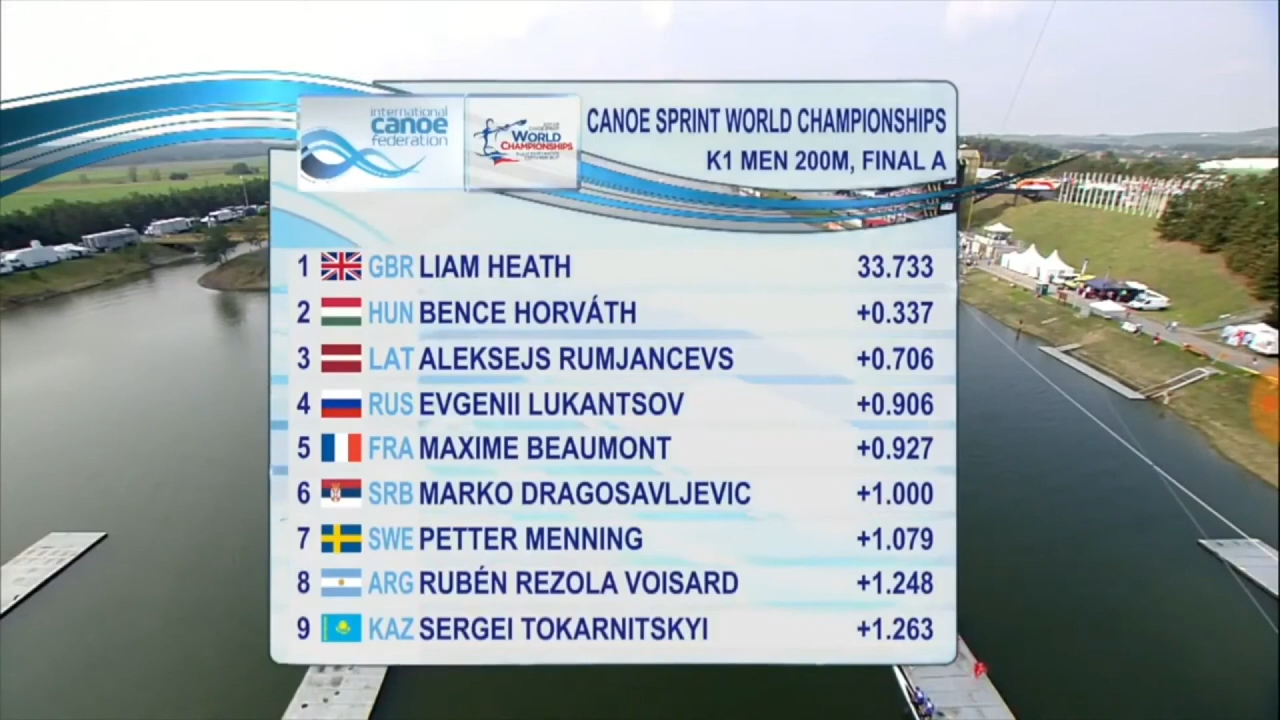 international
canoe
federation
WORLD
CHAMPIONSHIPS
CANOE SPRINT WORLD CHAMPIONSHIPS
K1 MEN 200M, FINAL A
1 GBR LIAM HEATH 33.733
2 HUN BENCE HORVÁTH +0.337
3 LAT ALEKSEJS RUMJANCEVS +0.706
4 RUS EVGENII LUKANTSOV +0.906
5 FRA MAXIME BEAUMONT +0.927
6 SRB MARKO DRAGOSAVLJEVIC +1.000
7 SWE PETTER MENNING +1.079
8 ARG RUBÉN REZOLA VOISARD +1.248
9 KAZ SERGEI TOKARNITSKYI +1.263